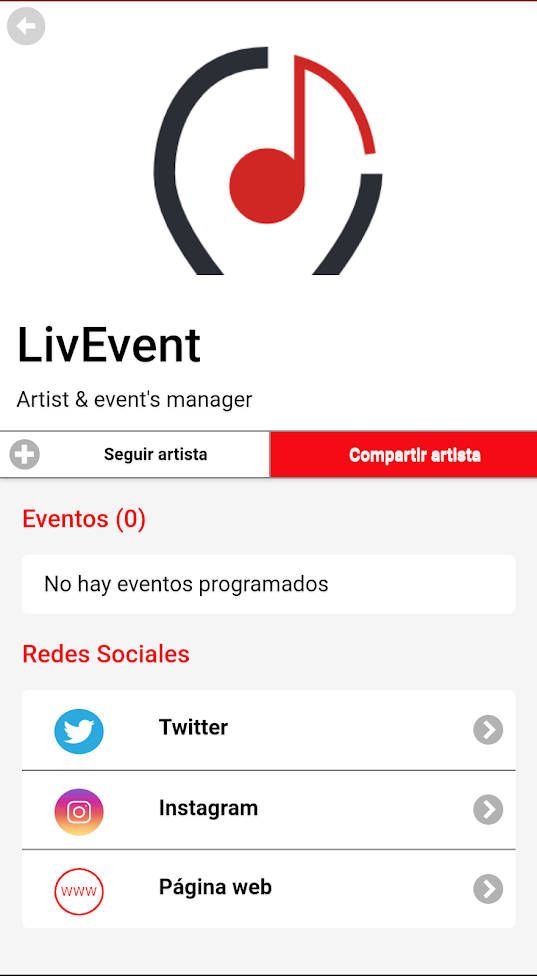 LivEvent
Artist & event's manager
Seguir artista
Compartir artista
Eventos (0)
No hay eventos programados
Redes Sociales
Twitter
Instagram
www
Página web